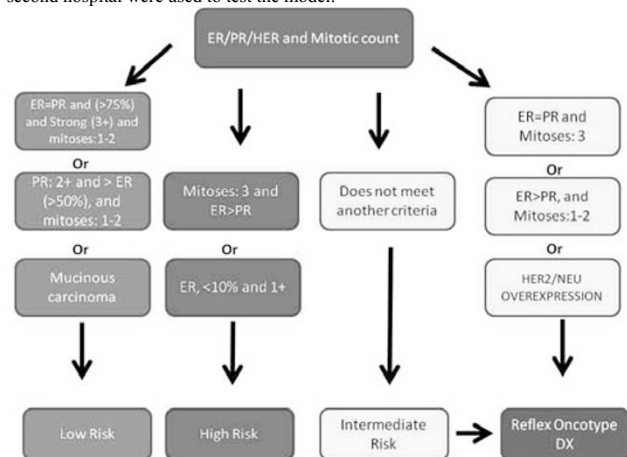 second hospital were used to test the model.
ER/PR/HER and Mitotic count
ER=PR and (>75%)
and Strong (3+) and
mitoses:1-2
Or
PR: 2+ and > ER
(>50%), and
mitoses: 1-2
Or
Mucinous
carcinoma
Low Risk
Mitoses: 3 and
ER>PR
Or
ER, <10% and 1+
High Risk
Does not meet
another criteria
Intermediate
Risk
ER=PR and
Mitoses: 3
Or
ER>PR, and
Mitoses:1-2
Or
HER2/NEU
OVEREXPRESSION
Reflex Oncotype
DX